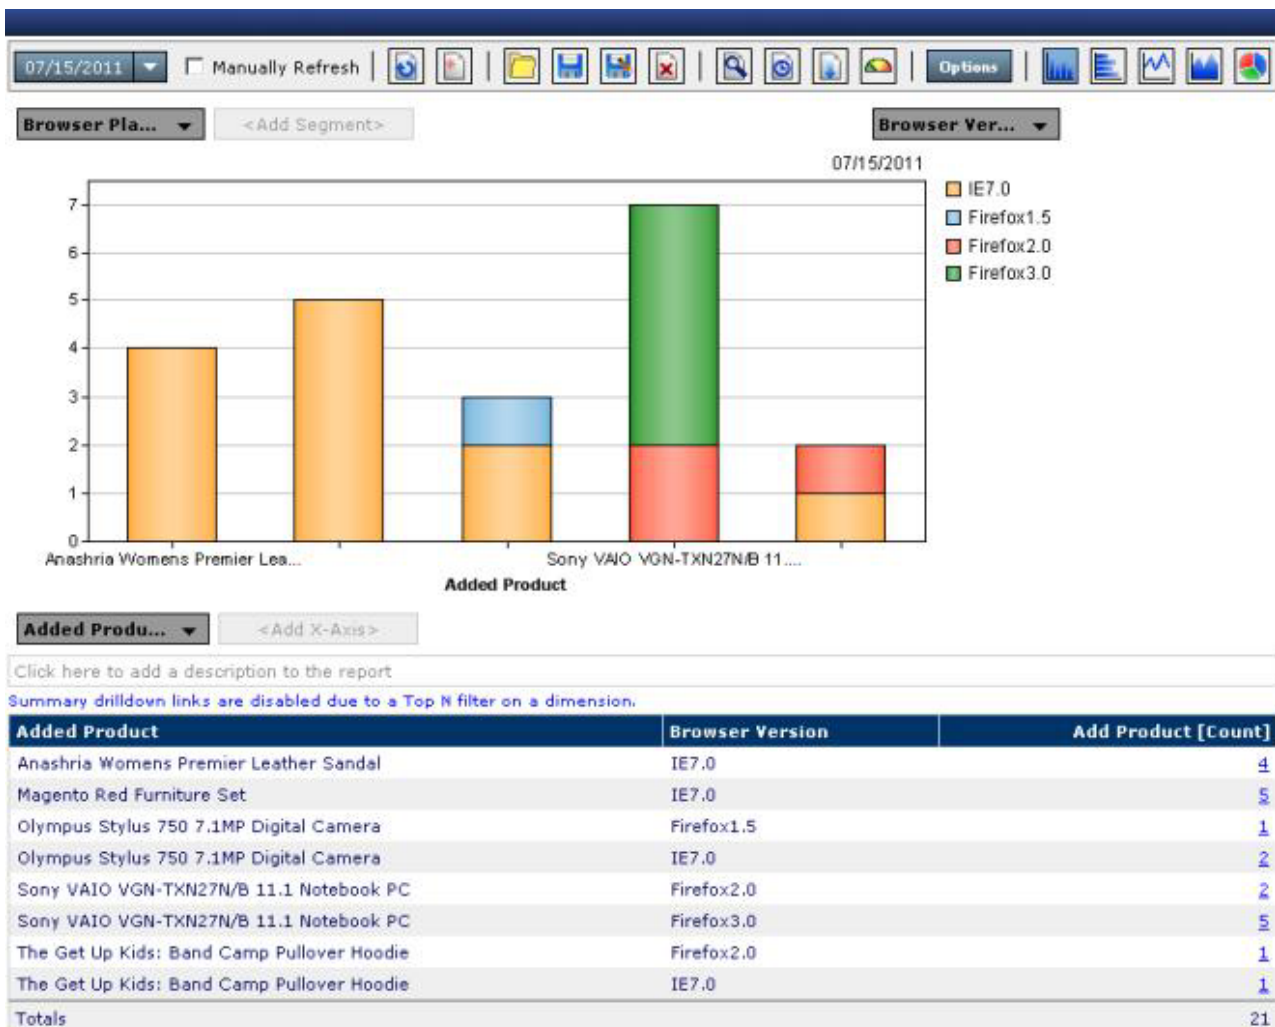 07/15/2011 Manually Refresh Options
Browser Pla... <Add Segment> Browser Ver...
07/15/2011
IE7.0
Firefox1.5
Firefox2.0
Firefox3.0
7
6
5
4
3
2
1
0
Anashria Womens Premier Lea... Sony VAIO VGN-TXN27N/B 11....
Added Product
Added Produ... <Add X-Axis>
Click here to add a description to the report
Summary drilldown links are disabled due to a Top N filter on a dimension.
Added Product Browser Version Add Product [Count]
Anashria Womens Premier Leather Sandal IE7.0 4
Magento Red Furniture Set IE7.0 5
Olympus Stylus 750 7.1MP Digital Camera Firefox1.5 1
Olympus Stylus 750 7.1MP Digital Camera IE7.0 2
Sony VAIO VGN-TXN27N/B 11.1 Notebook PC Firefox2.0 2
Sony VAIO VGN-TXN27N/B 11.1 Notebook PC Firefox3.0 5
The Get Up Kids: Band Camp Pullover Hoodie Firefox2.0 1
The Get Up Kids: Band Camp Pullover Hoodie IE7.0 1
Totals 21